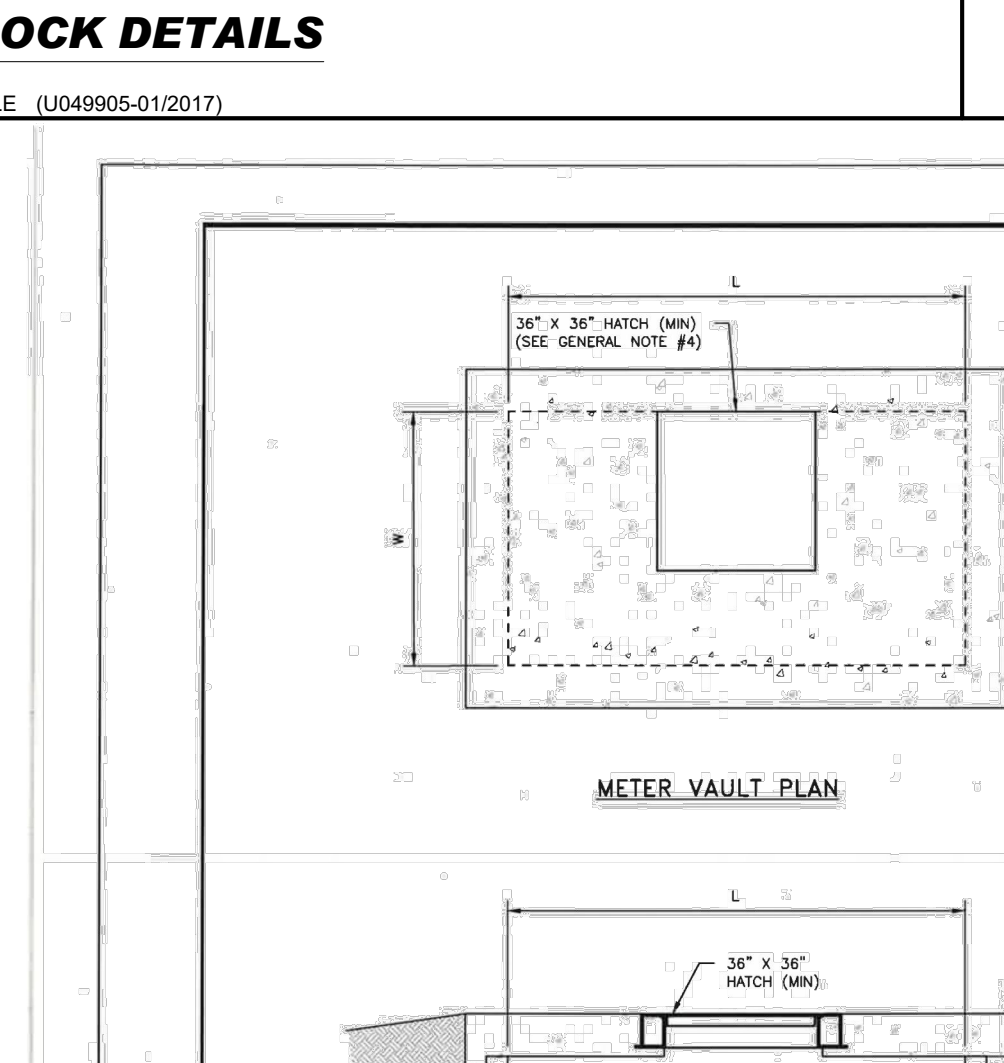 OCK DETAILS
LE (U049905-01/2017)
L
36" X 36" HATCH (MIN)
(SEE GENERAL NOTE #4)
W
METER VAULT PLAN
L
36" X 36"
HATCH (MIN)